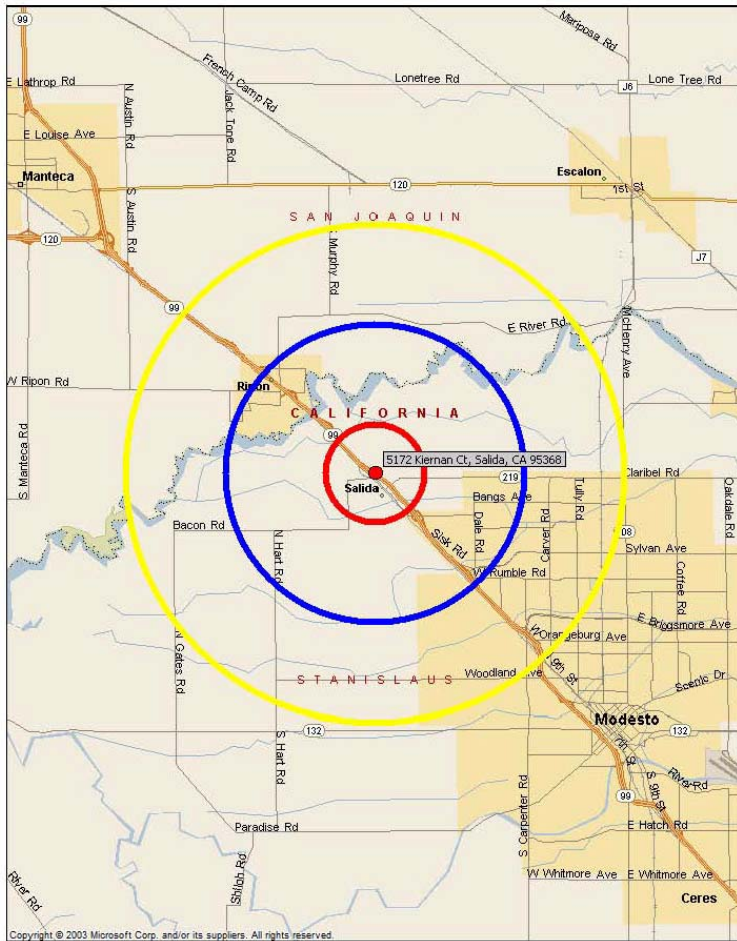 99
Mariposa Rd
French Camp Rd
E Lathrop Rd
N Austin Rd
Jack Tone Rd
Lonetree Rd
Lone Tree Rd
J6
E Louise Ave
Manteca
Escalon
1st St
120
S Austin Rd
SAN JOAQUIN
120
Murphy Rd
J7
99
E River Rd
McHenry Ave
W Ripon Rd
Ripon
CALIFORNIA
99
S Manteca Rd
5172 Kiernan Ct, Salida, CA 95368
Salida
219
Claribel Rd
Bangs Ave
Tully Rd
Oakdale Rd
Dale Rd
Carver Rd
Bacon Rd
N Hart Rd
Sisk Rd
08
Sylvan Ave
W Rumble Rd
Coffee Rd
N Gates Rd
E Briggsmore Ave
W Orangeburg Ave
9th St
STANISLAUS
Woodland Ave
Scenic Dr
Modesto
132
132
S Hart Rd
7th St
River Rd
S 9th St
99
S Carpenter Rd
Paradise Rd
E Hatch Rd
Shiloh Rd
W Whitmore Ave
E Whitmore Ave
River Rd
Ceres
Copyright © 2003 Microsoft Corp. and/or its suppliers. All rights reserved.